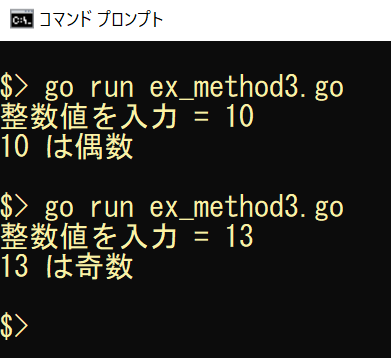 コマンド プロンプト
$> go run ex_method3.go
整数値を入力 = 10
10 は偶数
$> go run ex_method3.go
整数値を入力 = 13
13 は奇数
$>